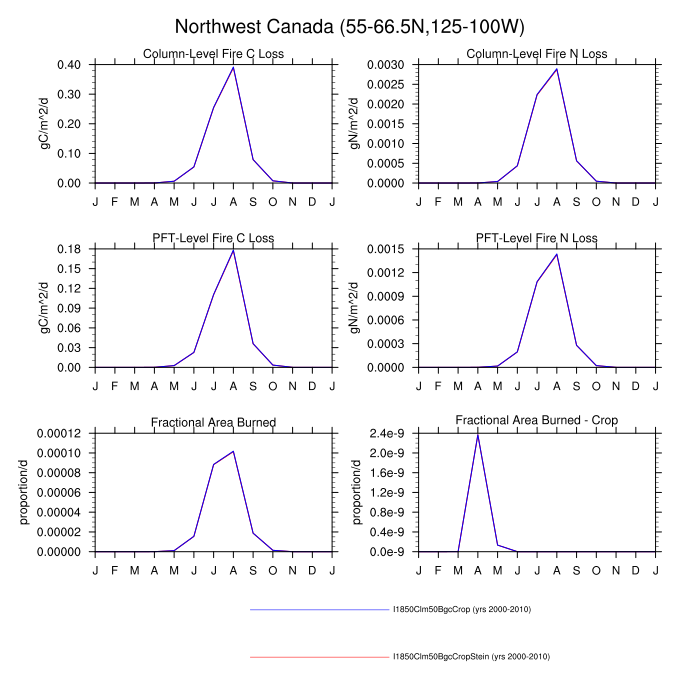 Northwest Canada (55-66.5N,125-100W)
Column-Level Fire C Loss
gC/m^2/d
0.40
0.30
0.20
0.10
0.00
J F M A M J J A S O N D J
Column-Level Fire N Loss
gN/m^2/d
0.0030
0.0025
0.0020
0.0015
0.0010
0.0005
0.0000
J F M A M J J A S O N D J
PFT-Level Fire C Loss
gC/m^2/d
0.18
0.15
0.12
0.09
0.06
0.03
0.00
J F M A M J J A S O N D J
PFT-Level Fire N Loss
gN/m^2/d
0.0015
0.0012
0.0009
0.0006
0.0003
0.0000
J F M A M J J A S O N D J
Fractional Area Burned
proportion/d
0.00012
0.00010
0.00008
0.00006
0.00004
0.00002
0.00000
J F M A M J J A S O N D J
Fractional Area Burned - Crop
proportion/d
2.4e-9
2.0e-9
1.6e-9
1.2e-9
0.8e-9
0.4e-9
0.0e-9
J F M A M J J A S O N D J
I1850Clm50BgcCrop (yrs 2000-2010)
I1850Clm50BgcCropStein (yrs 2000-2010)